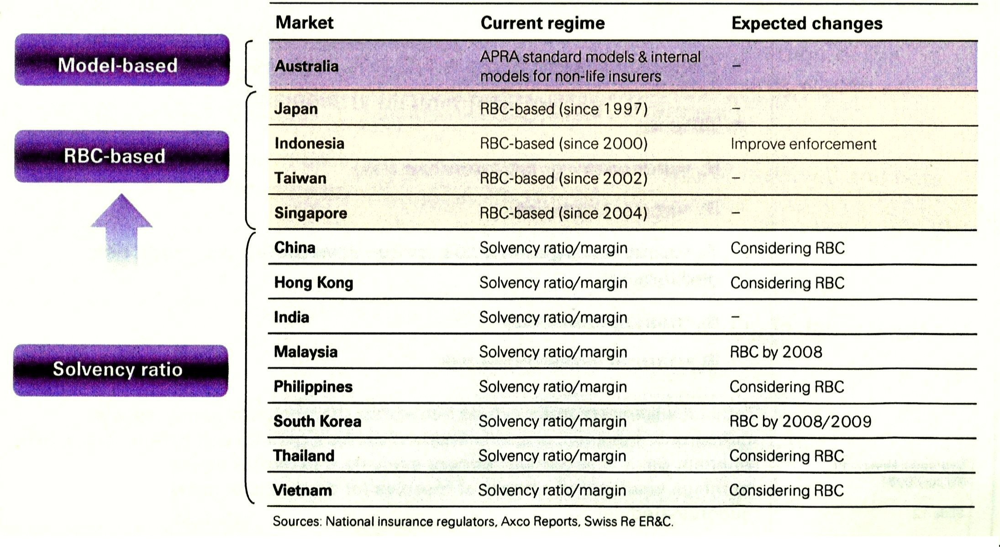 Market Current regime Expected changes
Model-based
Australia APRA standard models & internal models for non-life insurers –
RBC-based
Japan RBC-based (since 1997) –
Indonesia RBC-based (since 2000) Improve enforcement
Taiwan RBC-based (since 2002) –
Singapore RBC-based (since 2004) –
Solvency ratio
China Solvency ratio/margin Considering RBC
Hong Kong Solvency ratio/margin Considering RBC
India Solvency ratio/margin –
Malaysia Solvency ratio/margin RBC by 2008
Philippines Solvency ratio/margin Considering RBC
South Korea Solvency ratio/margin RBC by 2008/2009
Thailand Solvency ratio/margin Considering RBC
Vietnam Solvency ratio/margin Considering RBC
Sources: National insurance regulators, Axco Reports, Swiss Re ER&C.